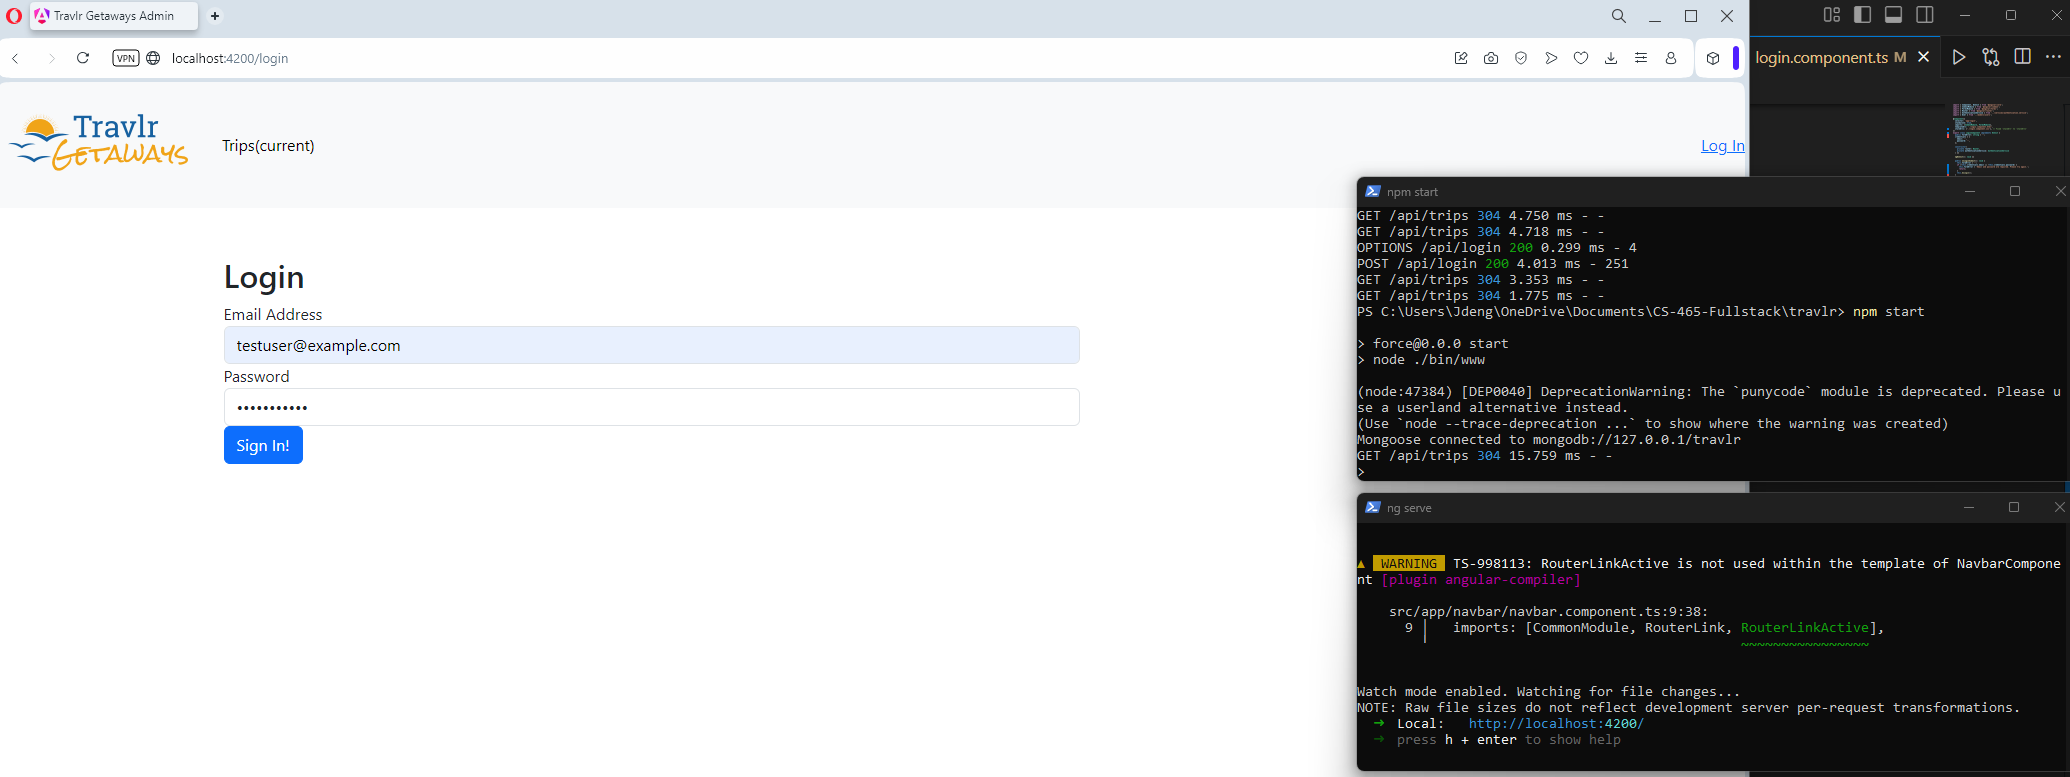 Travlr Getaways Admin
VPN
localhost:4200/login
Travlr
GETAWAYS
Trips(current)
Log In
Login
Email Address
testuser@example.com
Password
•••••••••••
Sign In!
login.component.ts M
npm start
GET /api/trips 304 4.750 ms - -
GET /api/trips 304 4.718 ms - -
OPTIONS /api/login 200 0.299 ms - 4
POST /api/login 200 4.013 ms - 251
GET /api/trips 304 3.353 ms - -
GET /api/trips 304 1.775 ms - -
PS C:\Users\Jdeng\OneDrive\Documents\CS-465-Fullstack\travlr> npm start
> force@0.0.0 start
> node ./bin/www
(node:47384) [DEP0040] DeprecationWarning: The `punycode` module is deprecated. Please u
se a userland alternative instead.
(Use `node --trace-deprecation ...` to show where the warning was created)
Mongoose connected to mongodb://127.0.0.1/travlr
GET /api/trips 304 15.759 ms - -
>
ng serve
▲ WARNING TS-998113: RouterLinkActive is not used within the template of NavbarCompone
nt [plugin angular-compiler]
src/app/navbar/navbar.component.ts:9:38:
9 │ imports: [CommonModule, RouterLink, RouterLinkActive],
~~~~~~~~~~~~~~~~
Watch mode enabled. Watching for file changes...
NOTE: Raw file sizes do not reflect development server per-request transformations.
➜ Local: http://localhost:4200/
➜ press h + enter to show help